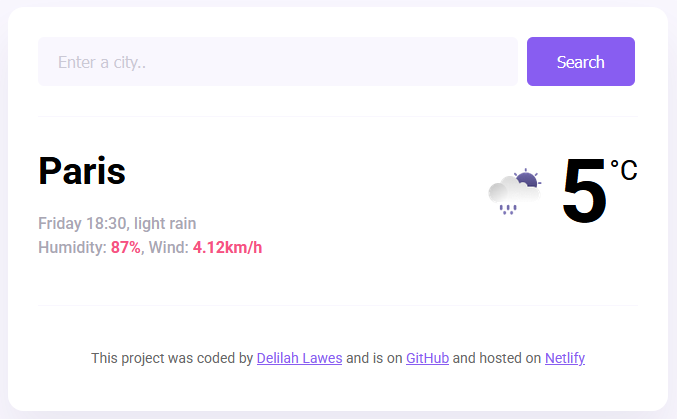 Enter a city..
Search
Paris
5 °C
Friday 18:30, light rain
Humidity: 87%, Wind: 4.12km/h
This project was coded by Delilah Lawes and is on GitHub and hosted on Netlify